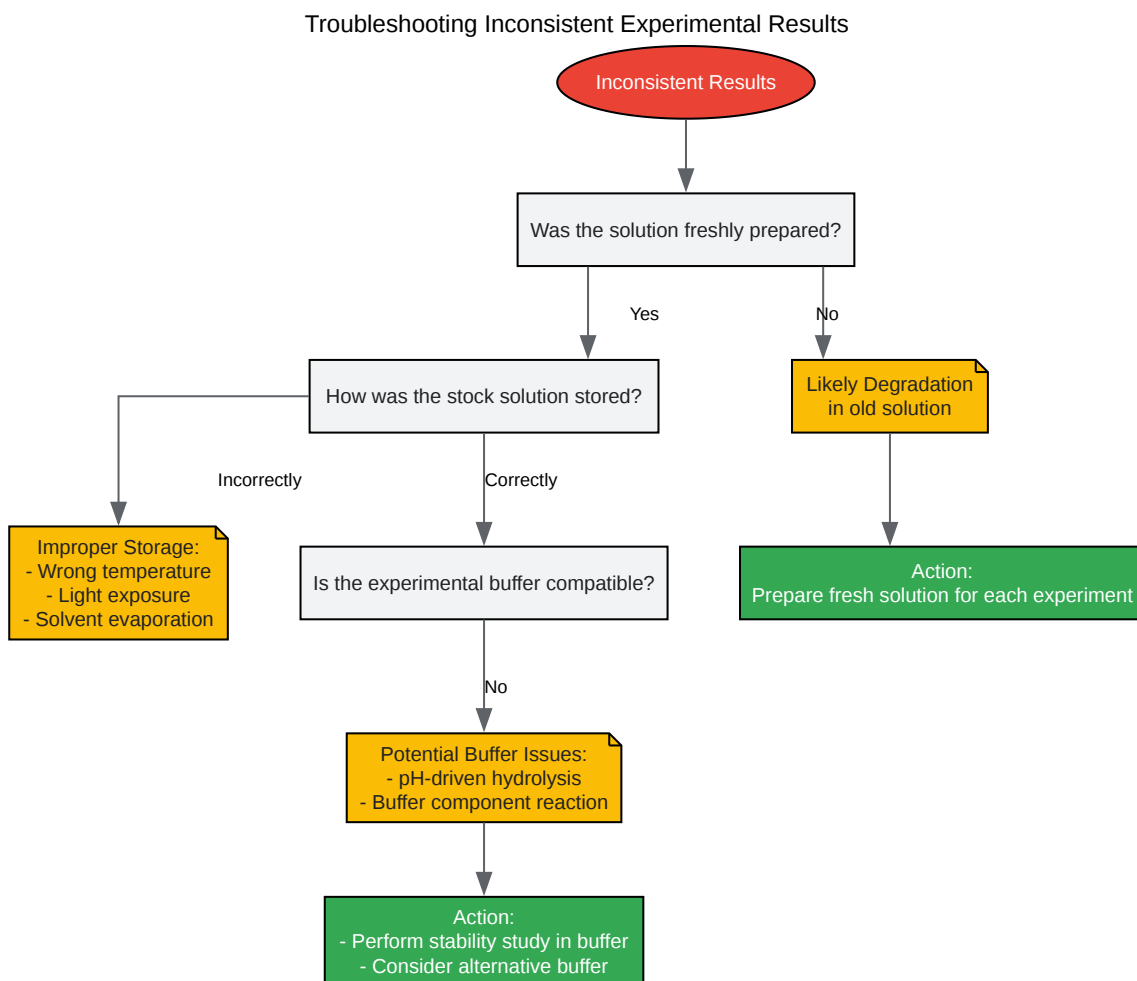 Troubleshooting Inconsistent Experimental Results
Inconsistent Results
Was the solution freshly prepared?
Yes
No
How was the stock solution stored?
Likely Degradation
in old solution
Incorrectly
Correctly
Improper Storage:
- Wrong temperature
- Light exposure
- Solvent evaporation
Is the experimental buffer compatible?
Action:
Prepare fresh solution for each experiment
No
Potential Buffer Issues:
- pH-driven hydrolysis
- Buffer component reaction
Action:
- Perform stability study in buffer
- Consider alternative buffer